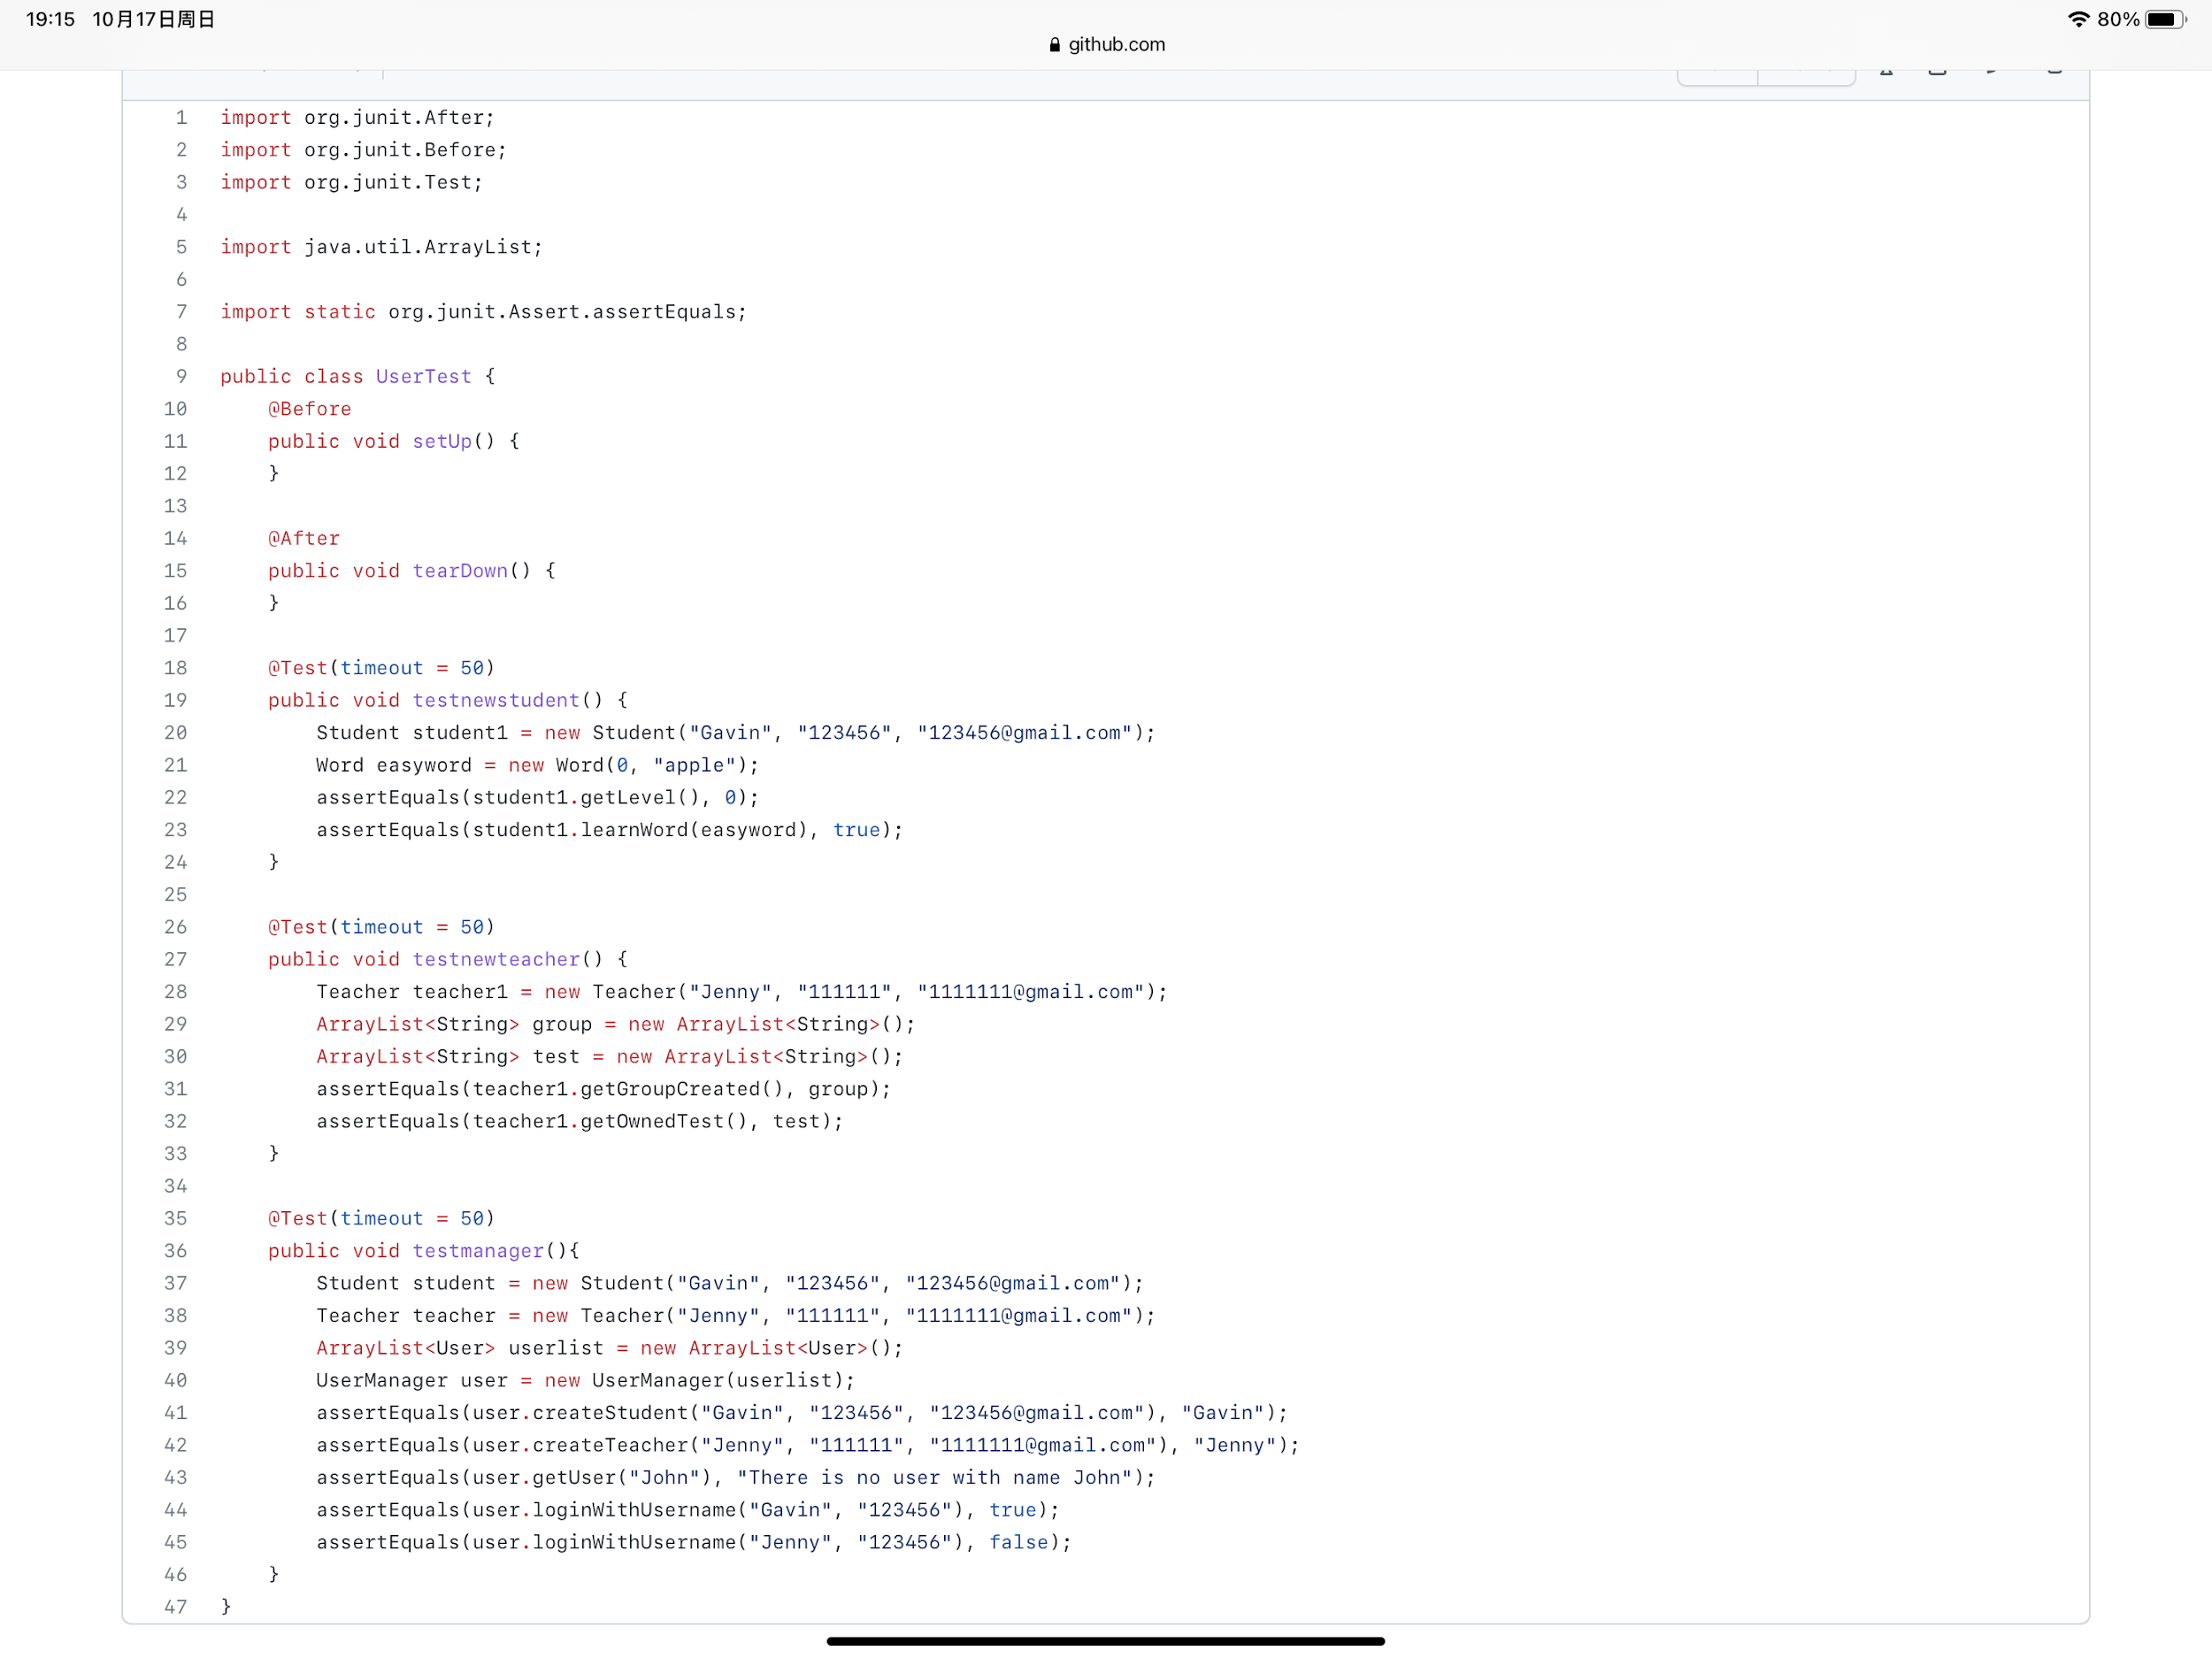 19:15 10月17日周日
80%
github.com
1 import org.junit.After;
2 import org.junit.Before;
3 import org.junit.Test;
4
5 import java.util.ArrayList;
6
7 import static org.junit.Assert.assertEquals;
8
9 public class UserTest {
10     @Before
11     public void setUp() {
12     }
13
14     @After
15     public void tearDown() {
16     }
17
18     @Test(timeout = 50)
19     public void testnewstudent() {
20         Student student1 = new Student("Gavin", "123456", "123456@gmail.com");
21         Word easyword = new Word(0, "apple");
22         assertEquals(student1.getLevel(), 0);
23         assertEquals(student1.learnWord(easyword), true);
24     }
25
26     @Test(timeout = 50)
27     public void testnewteacher() {
28         Teacher teacher1 = new Teacher("Jenny", "111111", "1111111@gmail.com");
29         ArrayList<String> group = new ArrayList<String>();
30         ArrayList<String> test = new ArrayList<String>();
31         assertEquals(teacher1.getGroupCreated(), group);
32         assertEquals(teacher1.getOwnedTest(), test);
33     }
34
35     @Test(timeout = 50)
36     public void testmanager(){
37         Student student = new Student("Gavin", "123456", "123456@gmail.com");
38         Teacher teacher = new Teacher("Jenny", "111111", "1111111@gmail.com");
39         ArrayList<User> userlist = new ArrayList<User>();
40         UserManager user = new UserManager(userlist);
41         assertEquals(user.createStudent("Gavin", "123456", "123456@gmail.com"), "Gavin");
42         assertEquals(user.createTeacher("Jenny", "111111", "1111111@gmail.com"), "Jenny");
43         assertEquals(user.getUser("John"), "There is no user with name John");
44         assertEquals(user.loginWithUsername("Gavin", "123456"), true);
45         assertEquals(user.loginWithUsername("Jenny", "123456"), false);
46     }
47 }